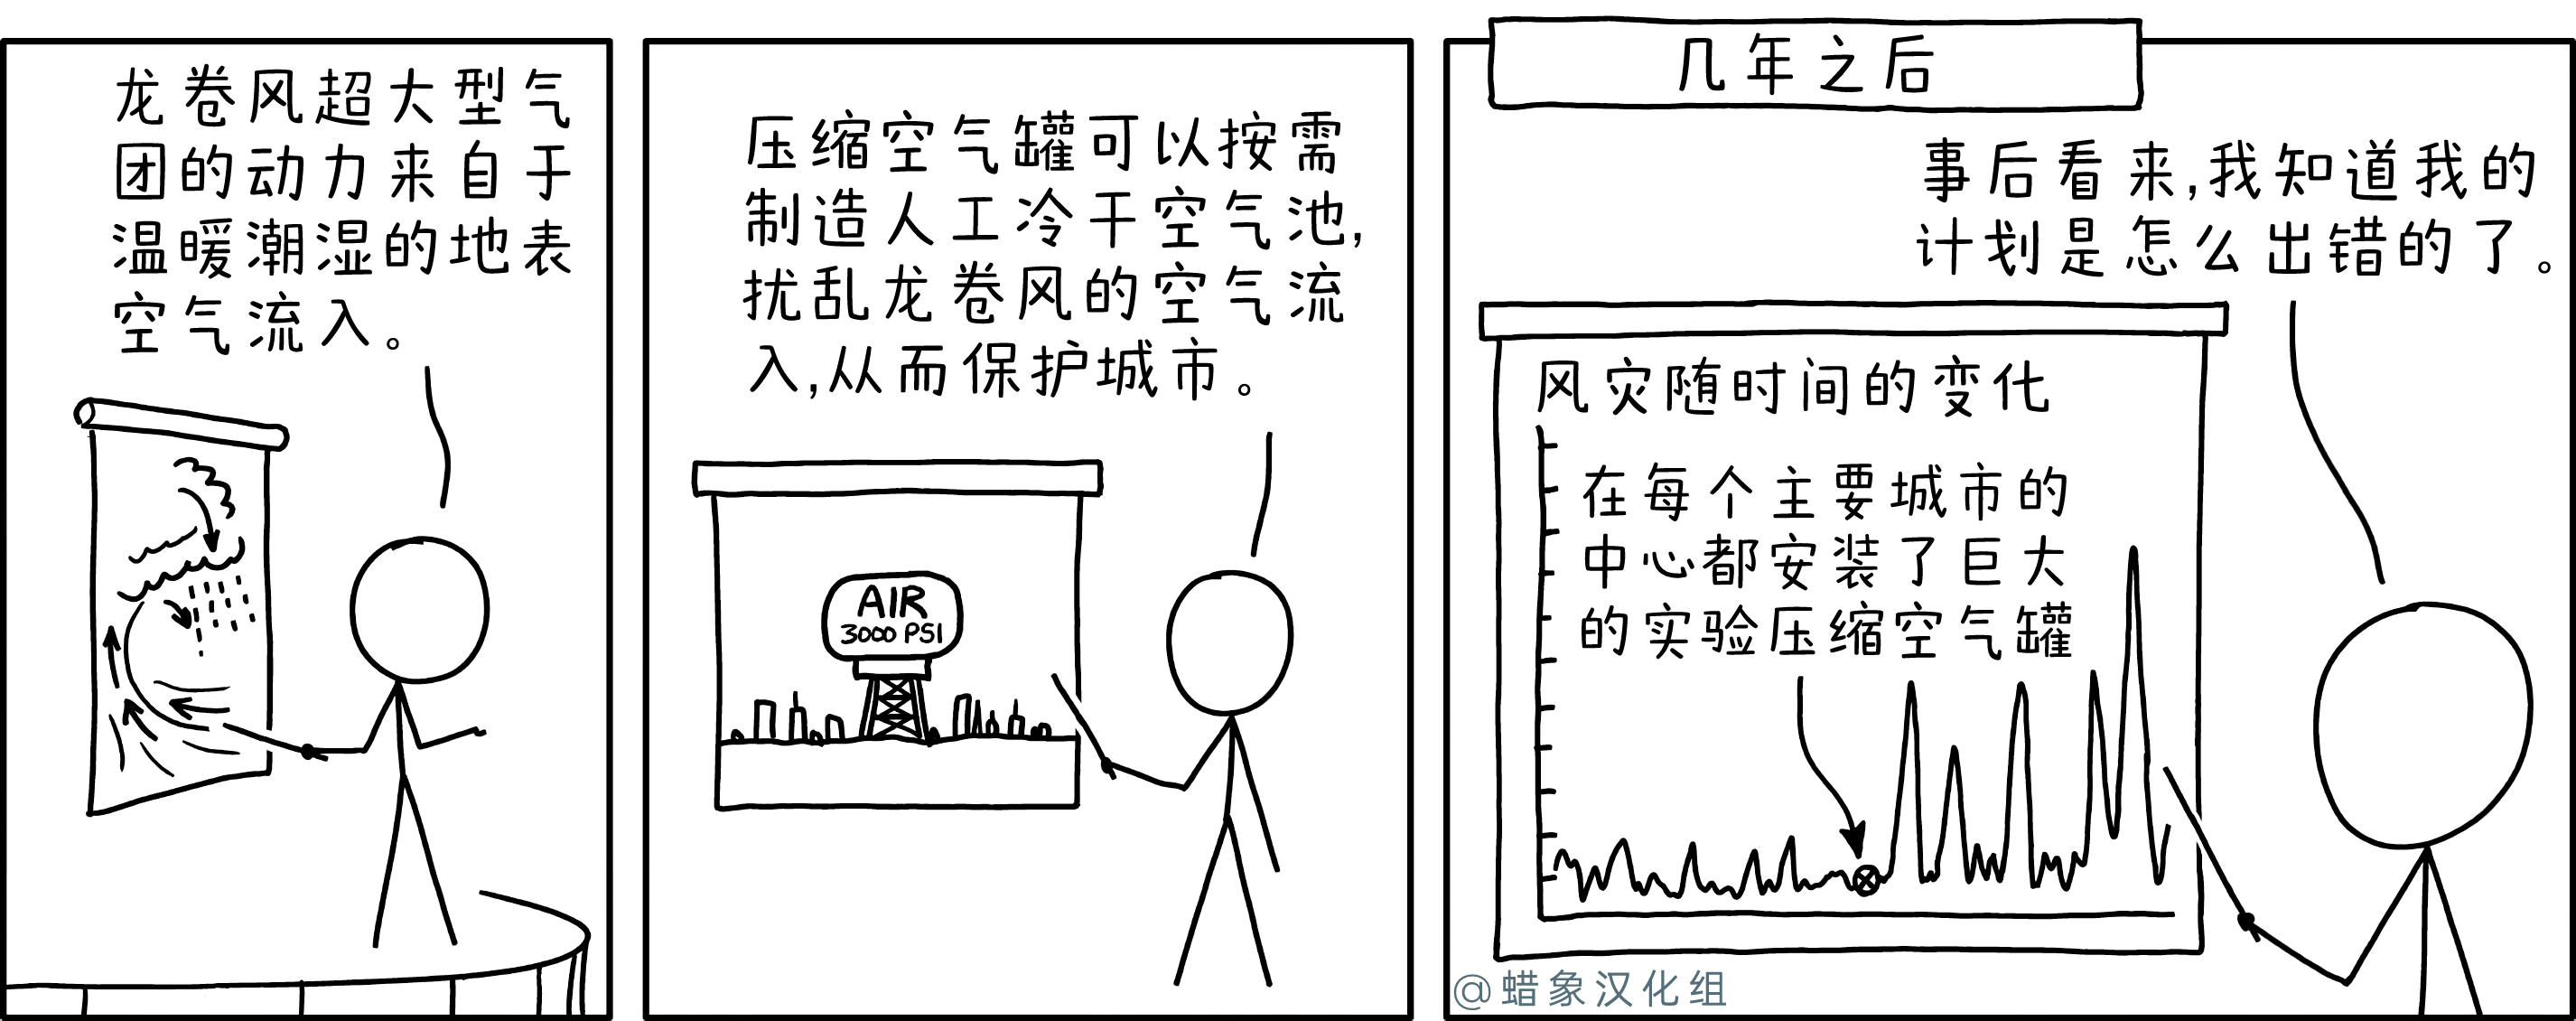 龙卷风超大型气
团的动力来自于
温暖潮湿的地表
空气流入。
压缩空气罐可以按需
制造人工冷干空气池,
扰乱龙卷风的空气流
入,从而保护城市。
AIR
3000 PSI
几年之后
事后看来,我知道我的
计划是怎么出错的了。
风灾随时间的变化
在每个主要城市的
中心都安装了巨大
的实验压缩空气罐
@蜡象汉化组